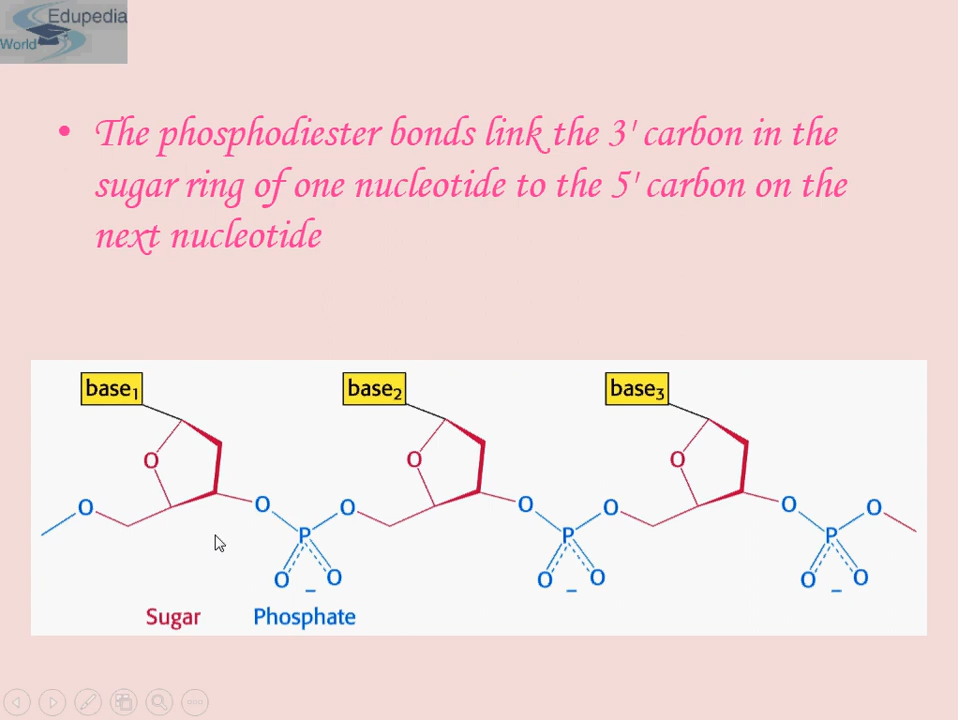 Edupedia
World
• The phosphodiester bonds link the 3' carbon in the
sugar ring of one nucleotide to the 5' carbon on the
next nucleotide
base1 base2 base3
O O O
O O O O O O O
P P P
O O O O O O
Sugar Phosphate